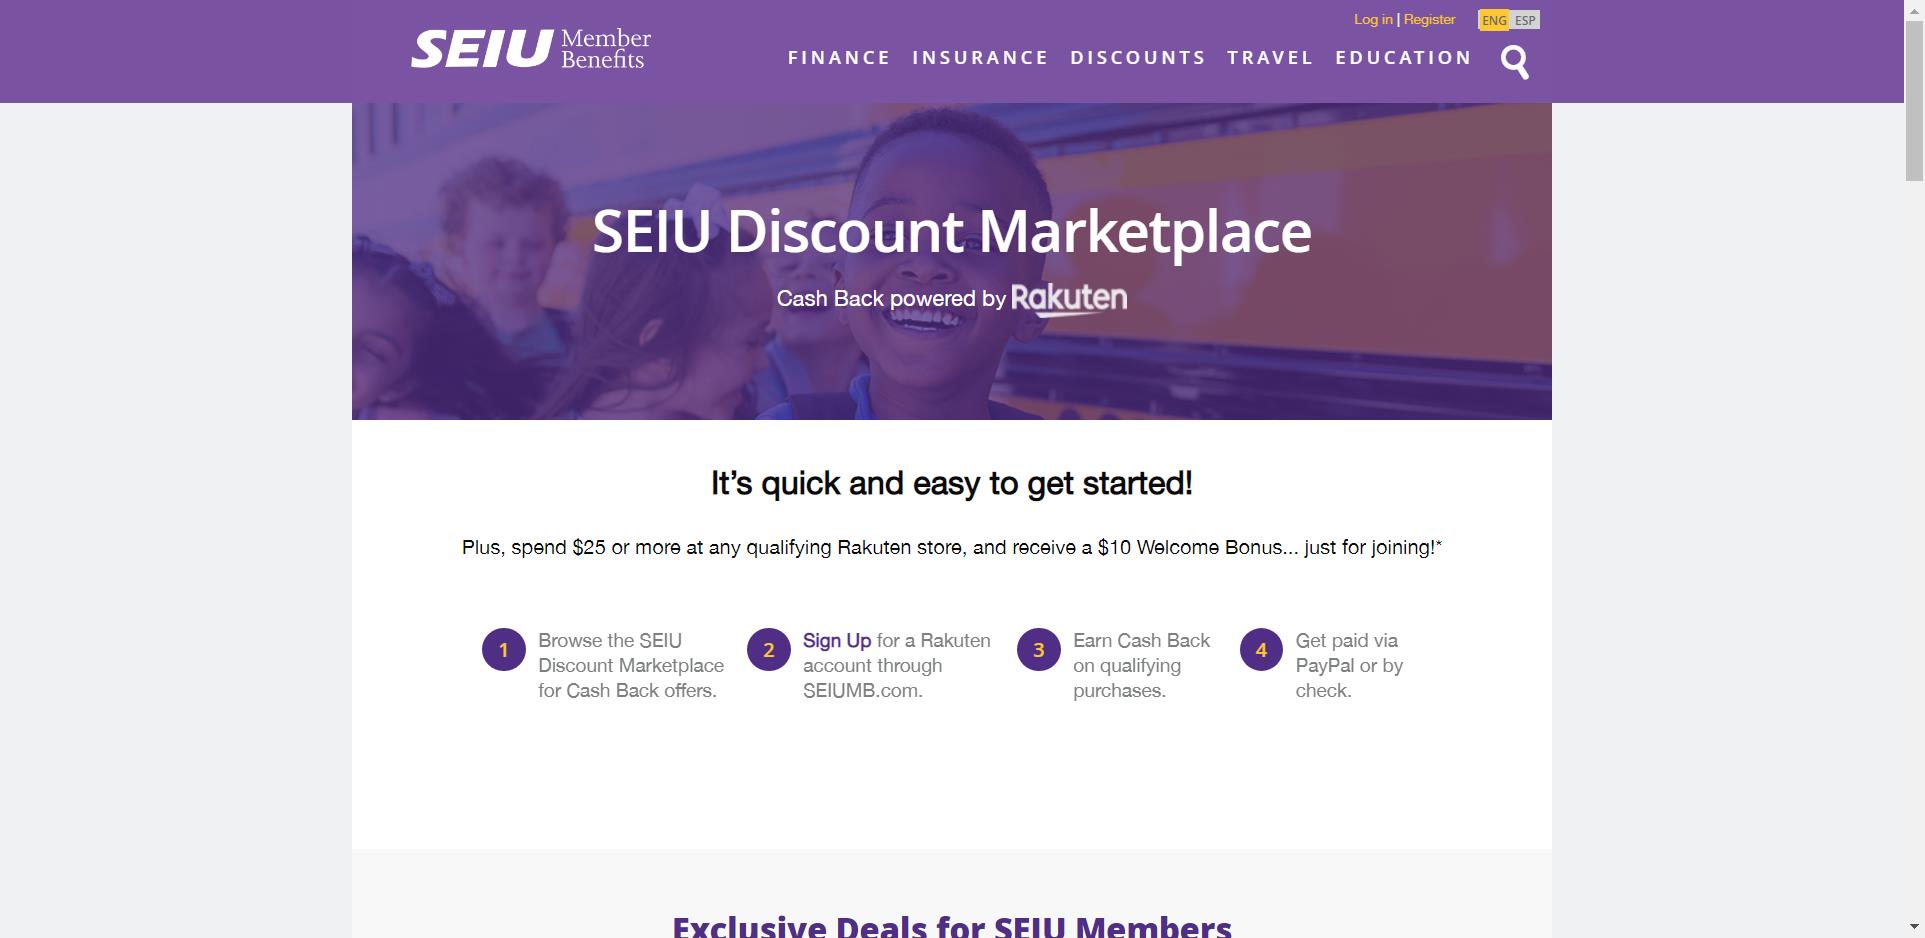 Log in | Register ENG ESP
SEIU Member Benefits
FINANCE INSURANCE DISCOUNTS TRAVEL EDUCATION
SEIU Discount Marketplace
Cash Back powered by Rakuten
It’s quick and easy to get started!
Plus, spend $25 or more at any qualifying Rakuten store, and receive a $10 Welcome Bonus... just for joining!*
1
Browse the SEIU
Discount Marketplace
for Cash Back offers.
2
Sign Up for a Rakuten
account through
SEIUMB.com.
3
Earn Cash Back
on qualifying
purchases.
4
Get paid via
PayPal or by
check.
Exclusive Deals for SEIU Members